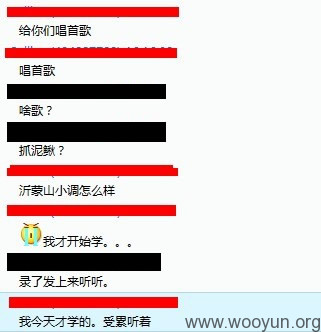 给你们唱首歌
唱首歌
啥歌？
抓泥鳅？
沂蒙山小调怎么样
我才开始学。。。
录了发上来听听。
我今天才学的。受累听着
www.wooyun.org